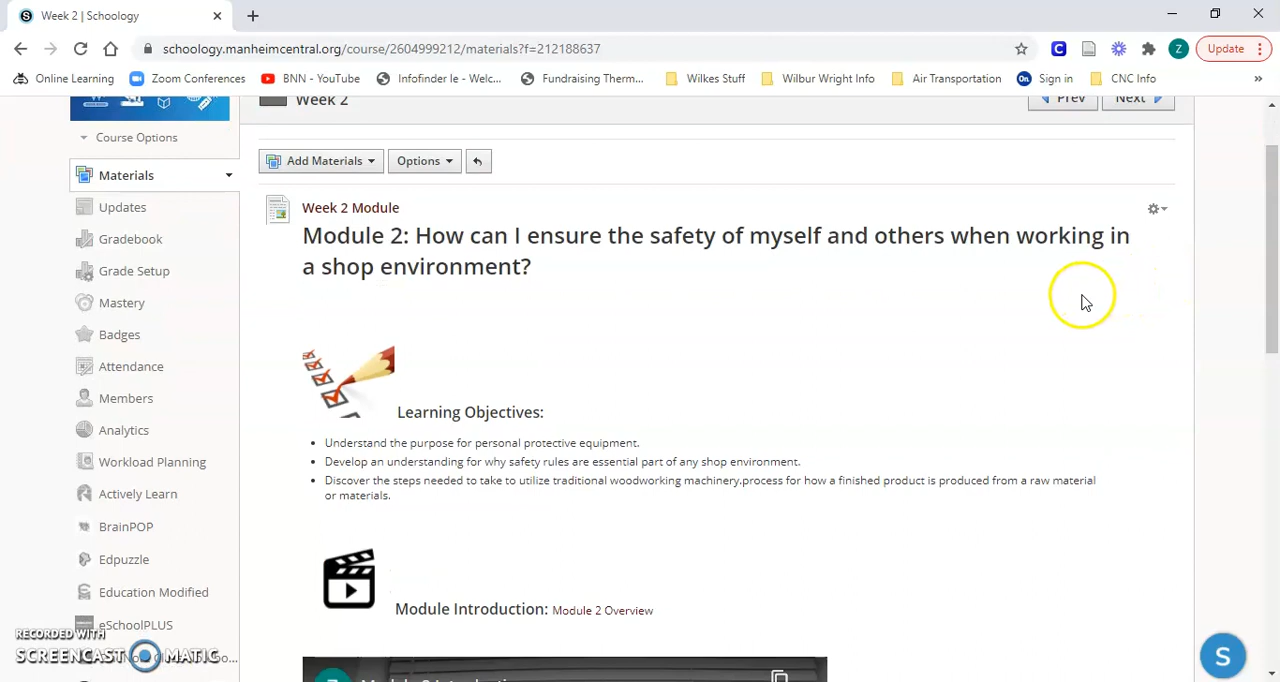 Week 2 | Schoology
schoology.manheimcentral.org/course/2604999212/materials?f=212188637
Z
Update
Online Learning
Zoom Conferences
BNN - YouTube
Infofinder le - Welc...
Fundraising Therm...
Wilkes Stuff
Wilbur Wright Info
Air Transportation
On Sign in
CNC Info
»
Week 2
Prev
Next
Course Options
Add Materials
Options
Materials
Updates
Gradebook
Grade Setup
Mastery
Badges
Attendance
Members
Analytics
Workload Planning
Actively Learn
BrainPOP
Edpuzzle
Education Modified
eSchoolPLUS
Week 2 Module
Module 2: How can I ensure the safety of myself and others when working in
a shop environment?
Learning Objectives:
Understand the purpose for personal protective equipment.
Develop an understanding for why safety rules are essential part of any shop environment.
Discover the steps needed to take to utilize traditional woodworking machinery.process for how a finished product is produced from a raw material
or materials.
Module Introduction: Module 2 Overview
RECORDED WITH
SCREENCAST MATIC
S